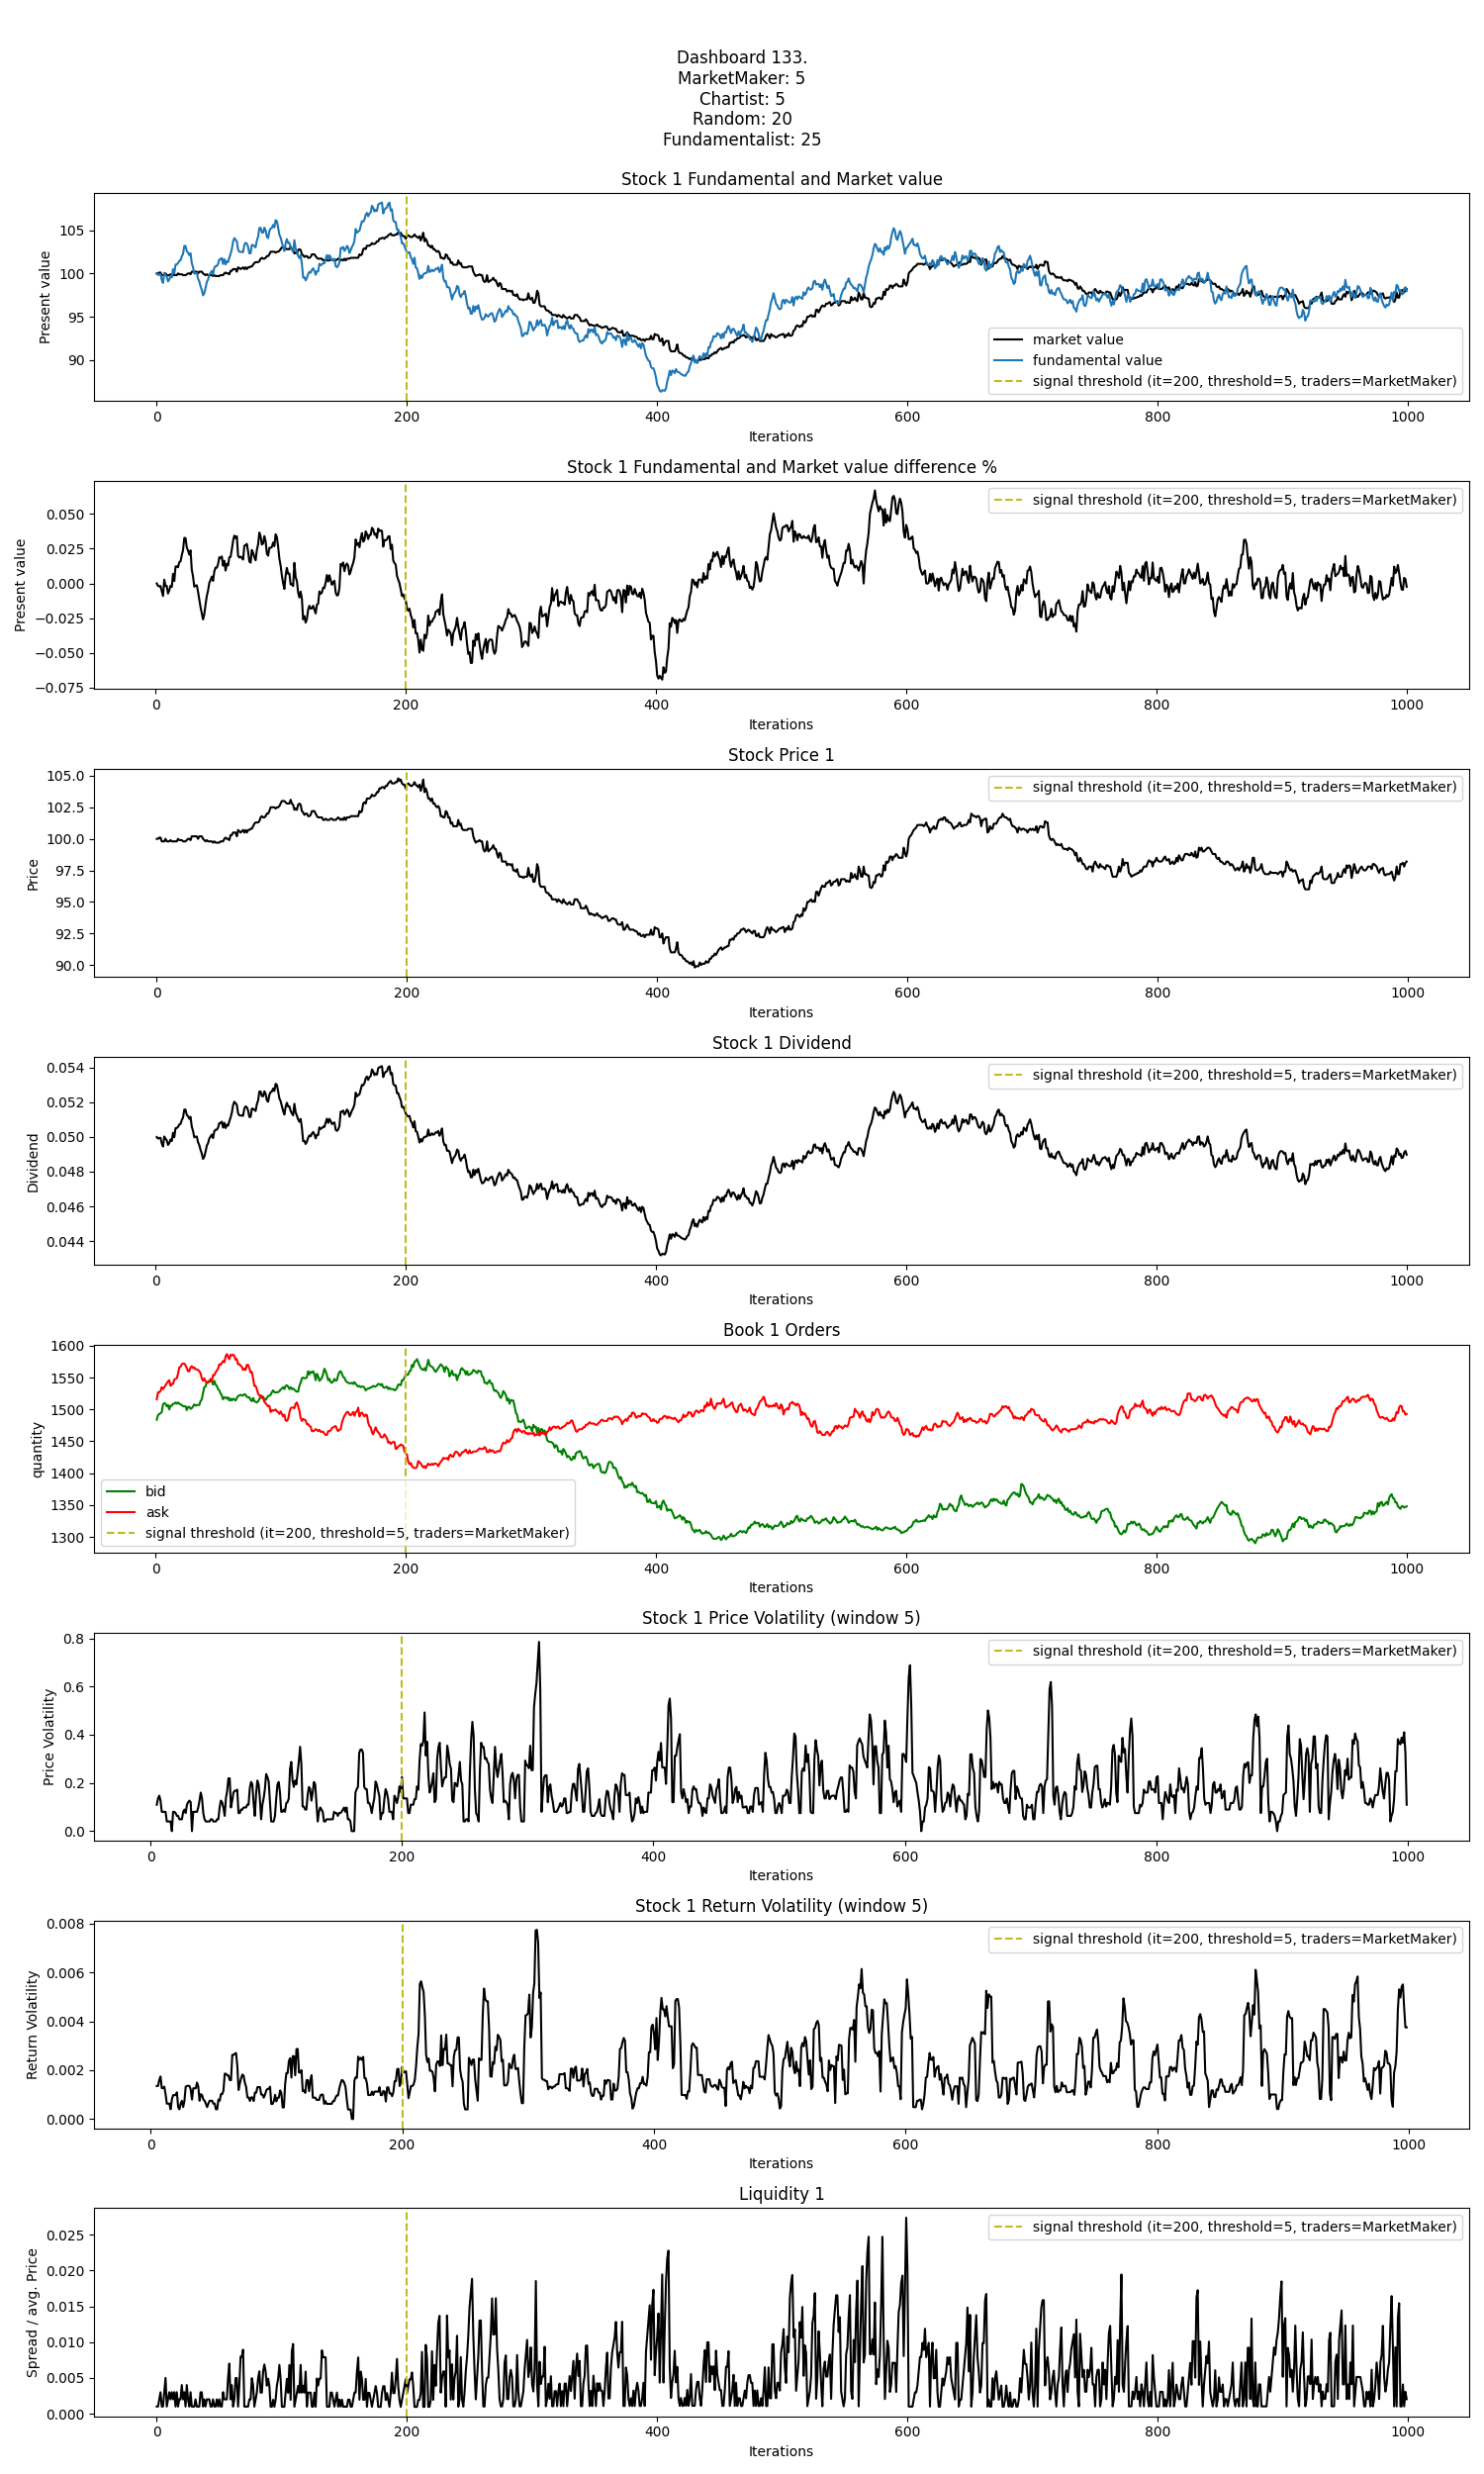 Dashboard 133.
MarketMaker: 5
Chartist: 5
Random: 20
Fundamentalist: 25
Stock 1 Fundamental and Market value
Present value
105
100
95
90
market value
fundamental value
signal threshold (it=200, threshold=5, traders=MarketMaker)
0 200 400 600 800 1000
Iterations
Stock 1 Fundamental and Market value difference %
Present value
0.050
0.025
0.000
−0.025
−0.050
−0.075
signal threshold (it=200, threshold=5, traders=MarketMaker)
0 200 400 600 800 1000
Iterations
Stock Price 1
Price
105.0
102.5
100.0
97.5
95.0
92.5
90.0
signal threshold (it=200, threshold=5, traders=MarketMaker)
0 200 400 600 800 1000
Iterations
Stock 1 Dividend
Dividend
0.054
0.052
0.050
0.048
0.046
0.044
signal threshold (it=200, threshold=5, traders=MarketMaker)
0 200 400 600 800 1000
Iterations
Book 1 Orders
quantity
1600
1550
1500
1450
1400
1350
1300
bid
ask
signal threshold (it=200, threshold=5, traders=MarketMaker)
0 200 400 600 800 1000
Iterations
Stock 1 Price Volatility (window 5)
Price Volatility
0.8
0.6
0.4
0.2
0.0
signal threshold (it=200, threshold=5, traders=MarketMaker)
0 200 400 600 800 1000
Iterations
Stock 1 Return Volatility (window 5)
Return Volatility
0.008
0.006
0.004
0.002
0.000
signal threshold (it=200, threshold=5, traders=MarketMaker)
0 200 400 600 800 1000
Iterations
Liquidity 1
Spread / avg. Price
0.025
0.020
0.015
0.010
0.005
0.000
signal threshold (it=200, threshold=5, traders=MarketMaker)
0 200 400 600 800 1000
Iterations